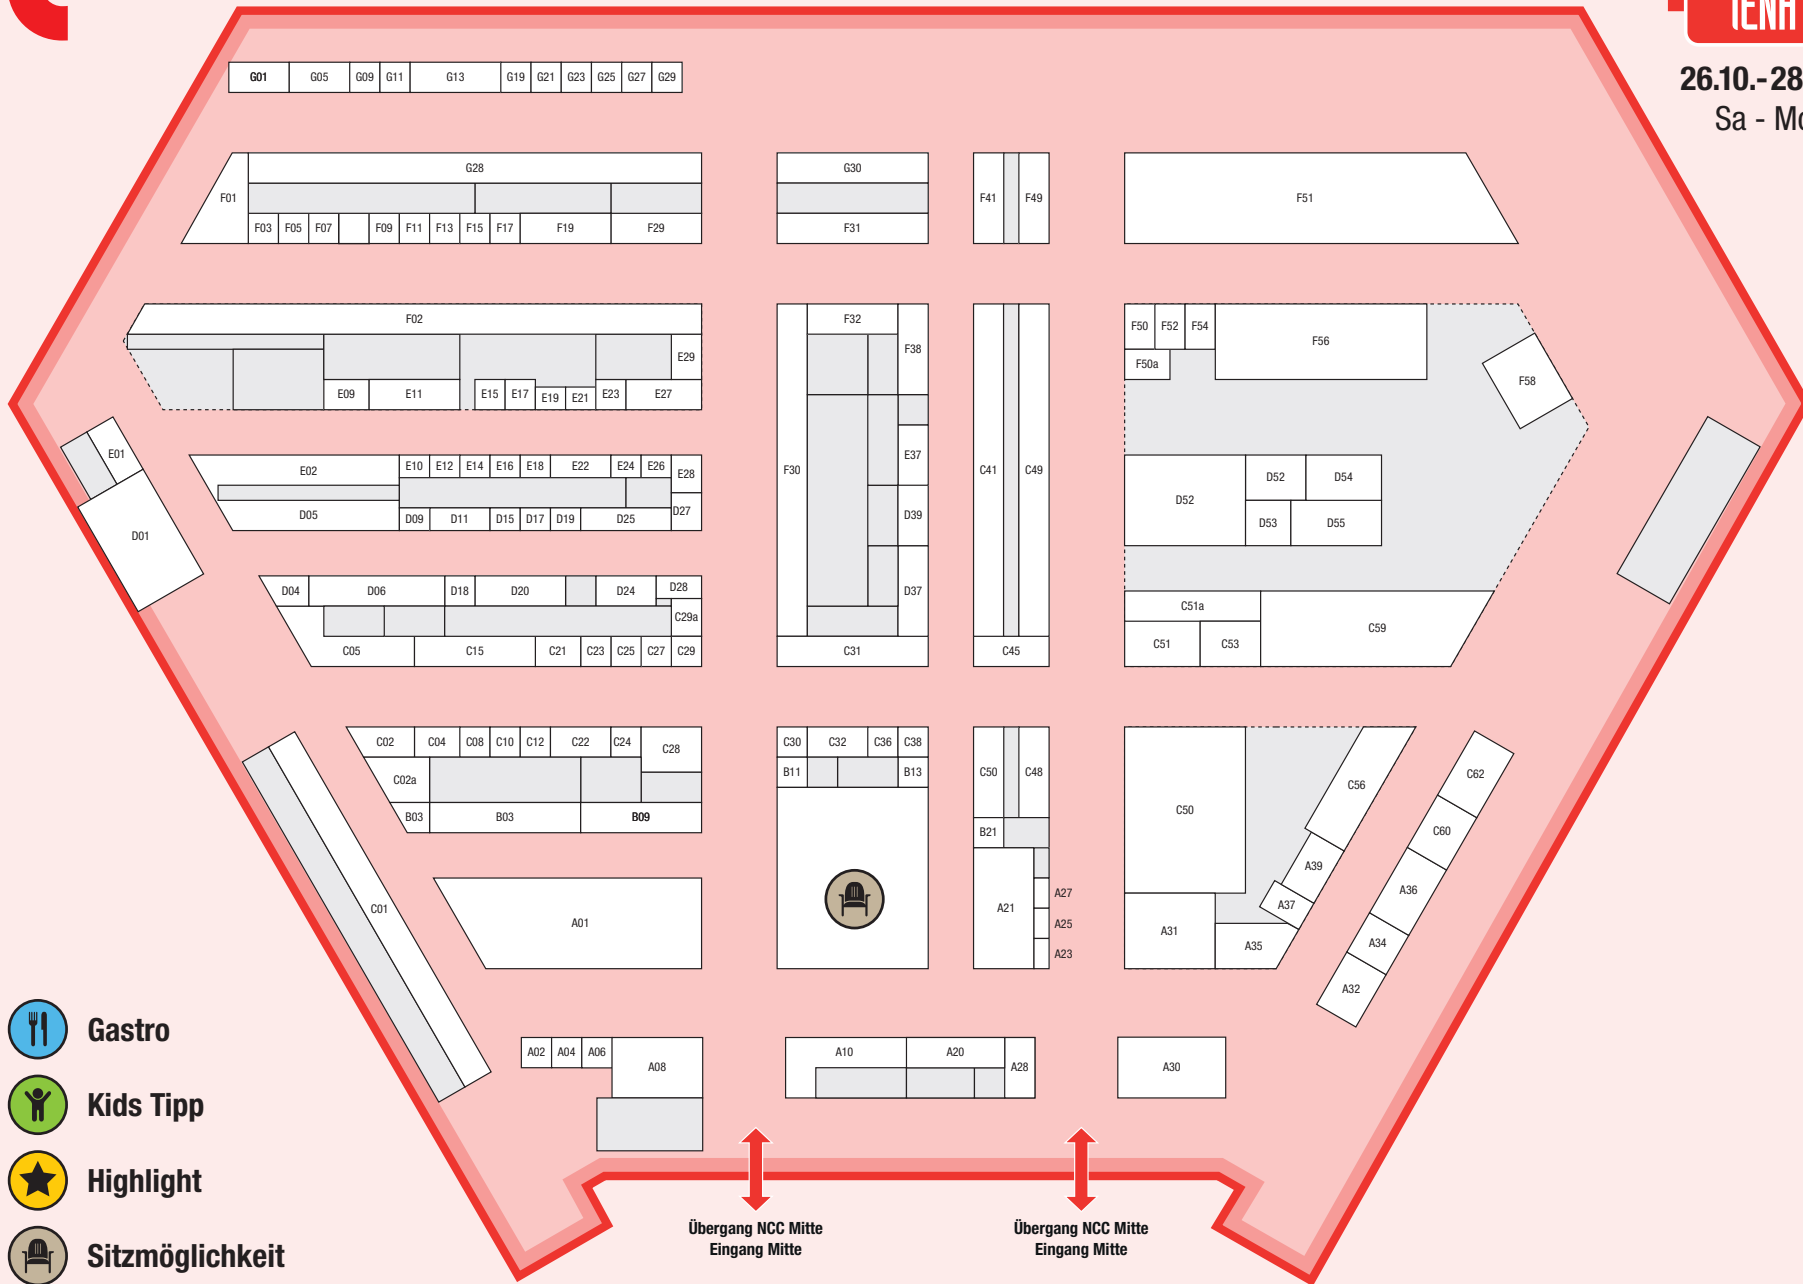 iENA
26.10.-28
Sa - Mo
G01 G05 G09 G11 G13 G19 G21 G23 G25 G27 G29
F01 G28 G30 F41 F49 F51
F03 F05 F07 F09 F11 F13 F15 F17 F19 F29 F31
F02 F32 F38 F50 F52 F54 F56
E29 F50a F58
E09 E11 E15 E17 E19 E21 E23 E27
E01 E02 E10 E12 E14 E16 E18 E22 E24 E26 E28 F30 E37 C41 C49 D52 D52 D54
D01 D05 D09 D11 D15 D17 D19 D25 D27 D39 D53 D55
D04 D06 D18 D20 D24 D28 D37
C29a C51a
C05 C15 C21 C23 C25 C27 C29 C31 C45 C51 C53 C59
C02 C04 C08 C10 C12 C22 C24 C28 C30 C32 C36 C38 C50 C48 C50 C56 C62
C02a B11 B13
B03 B03 B09 B21 C60
C01 A01 A21 A27 A25 A23 A31 A35 A37 A39 A36 A34 A32
A02 A04 A06 A08 A10 A20 A28 A30
Gastro
Kids Tipp
Highlight
Sitzmöglichkeit
Übergang NCC Mitte
Eingang Mitte
Übergang NCC Mitte
Eingang Mitte